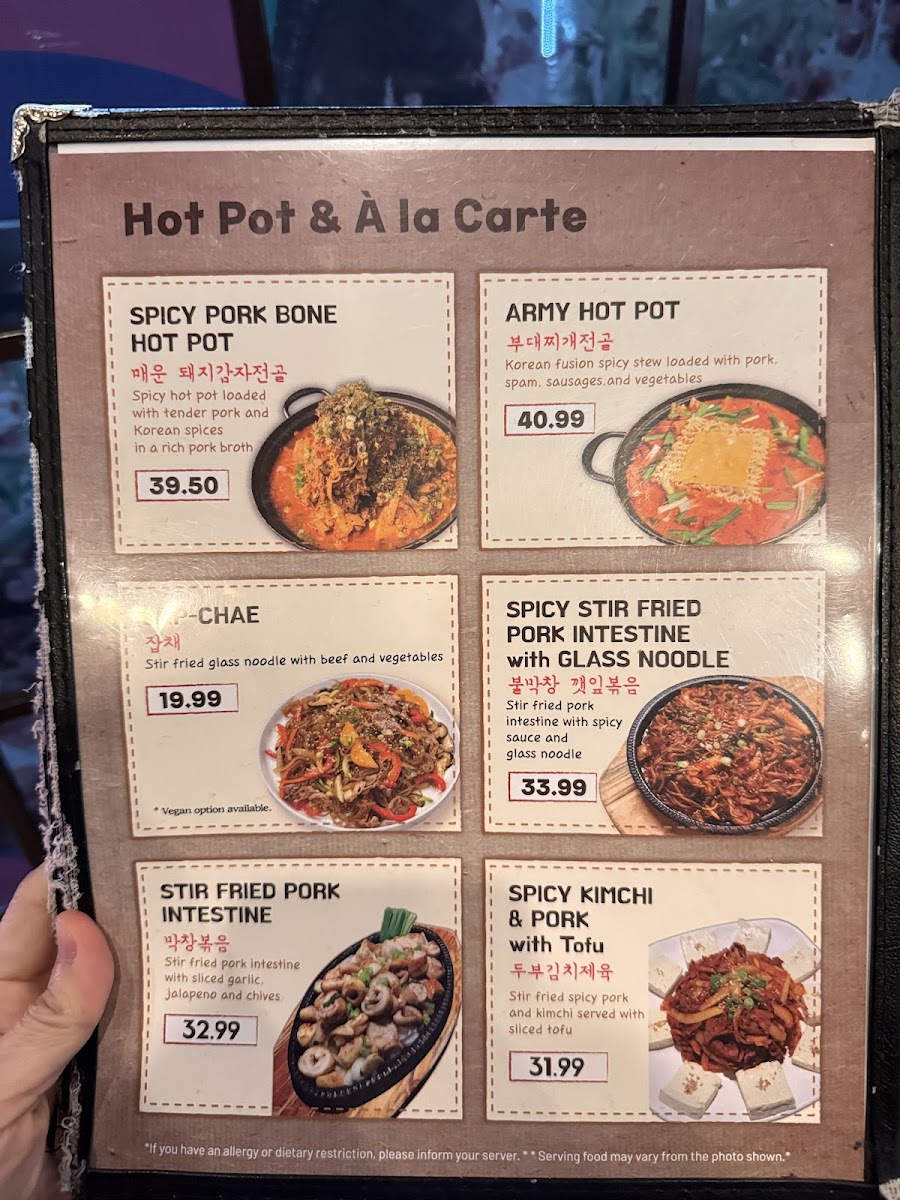 Hot Pot & À la Carte
SPICY PORK BONE
HOT POT
매운 돼지감자전골
Spicy hot pot loaded
with tender pork and
Korean spices
in a rich pork broth
39.50
ARMY HOT POT
부대찌개전골
Korean fusion spicy stew loaded with pork,
spam, sausages,and vegetables
40.99
P-CHAE
잡채
Stir fried glass noodle with beef and vegetables
19.99
* Vegan option available.
SPICY STIR FRIED
PORK INTESTINE
with GLASS NOODLE
불막창 깻잎볶음
Stir fried pork
intestine with spicy
sauce and
glass noodle
33.99
STIR FRIED PORK
INTESTINE
막창볶음
Stir fried pork intestine
with sliced garlic,
jalapeno and chives
32.99
SPICY KIMCHI
& PORK
with Tofu
두부김치제육
Stir fried spicy pork
and kimchi served with
sliced tofu
31.99
*If you have an allergy or dietary restriction, please inform your server. * * Serving food may vary from the photo shown.*